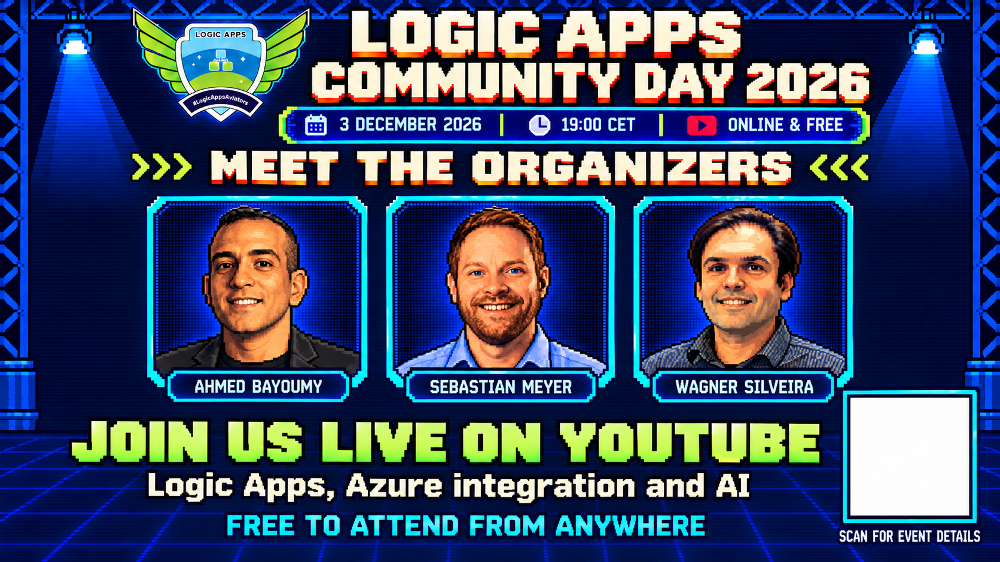 LOGIC APPS
#LogicAppsAviators
LOGIC APPS
COMMUNITY DAY 2026
3 DECEMBER 2026 | 19:00 CET | ONLINE & FREE
>>> MEET THE ORGANIZERS <<<
AHMED BAYOUMY
SEBASTIAN MEYER
WAGNER SILVEIRA
JOIN US LIVE ON YOUTUBE
Logic Apps, Azure integration and AI
FREE TO ATTEND FROM ANYWHERE
SCAN FOR EVENT DETAILS